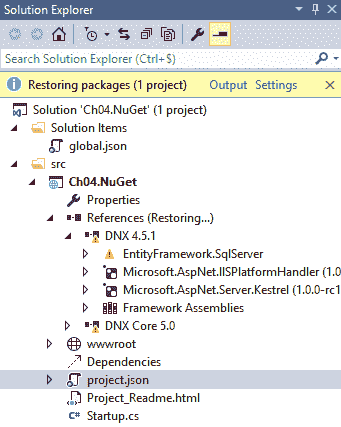 Solution Explorer
Search Solution Explorer (Ctrl+$)
Restoring packages (1 project) Output Settings
Solution 'Ch04.NuGet' (1 project)
Solution Items
global.json
src
Ch04.NuGet
Properties
References (Restoring...)
DNX 4.5.1
EntityFramework.SqlServer
Microsoft.AspNet.IISPlatformHandler (1.0
Microsoft.AspNet.Server.Kestrel (1.0.0-rc1
Framework Assemblies
DNX Core 5.0
wwwroot
Dependencies
project.json
Project_Readme.html
C# Startup.cs